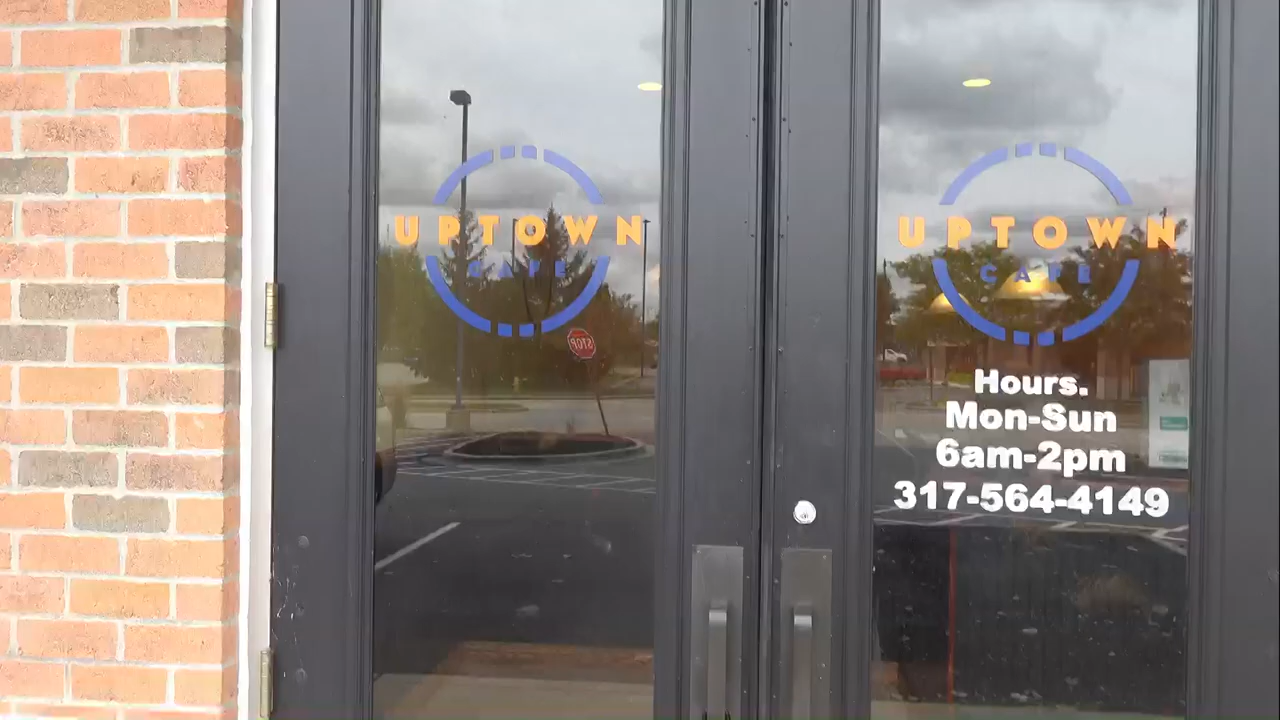 UPTOWN
CAFE
STOP
UPTOWN
CAFE
Hours.
Mon-Sun
6am-2pm
317-564-4149